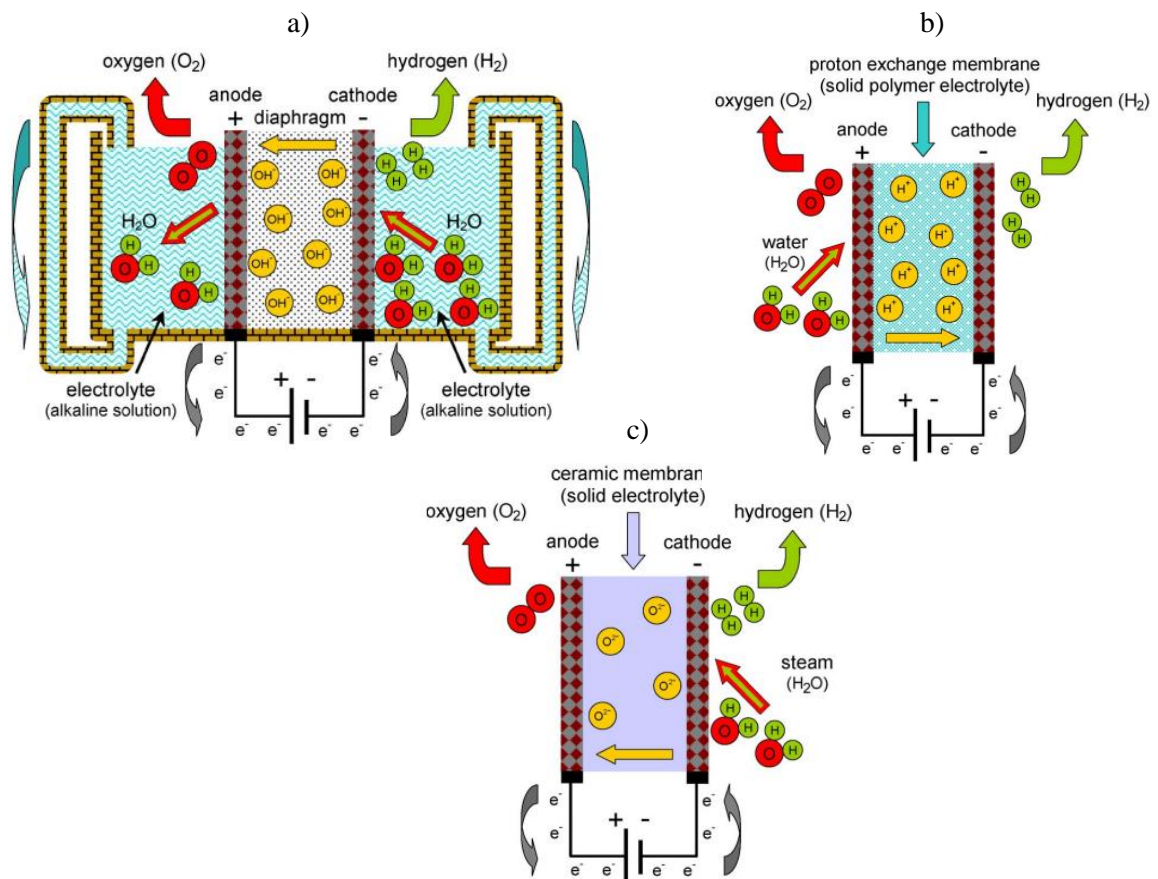 a)
oxygen (O₂)
hydrogen (H₂)
anode
cathode
+
diaphragm
-
O
O
H
H
H
H
OH⁻
OH⁻
OH⁻
OH⁻
OH⁻
OH⁻
OH⁻
OH⁻
H₂O
H₂O
H
O
H
H
O
H
H
O
H
H
O
H
H
O
H
H
O
H
electrolyte
(alkaline solution)
electrolyte
(alkaline solution)
e⁻
e⁻
e⁻
e⁻
+
-
e⁻
e⁻
e⁻
e⁻
b)
proton exchange membrane
(solid polymer electrolyte)
oxygen (O₂)
hydrogen (H₂)
anode
cathode
+
-
O
O
H
H
H
H
H⁺
H⁺
H⁺
H⁺
H⁺
H⁺
H⁺
H⁺
water
(H₂O)
H
O
H
H
O
H
e⁻
e⁻
e⁻
e⁻
+
-
e⁻
e⁻
e⁻
e⁻
c)
ceramic membran
(solid electrolyte)
oxygen (O₂)
hydrogen (H₂)
anode
cathode
+
-
O
O
H
H
H
H
O²⁻
O²⁻
O²⁻
O²⁻
steam
(H₂O)
H
O
H
H
O
H
e⁻
e⁻
e⁻
e⁻
+
-
e⁻
e⁻
e⁻
e⁻